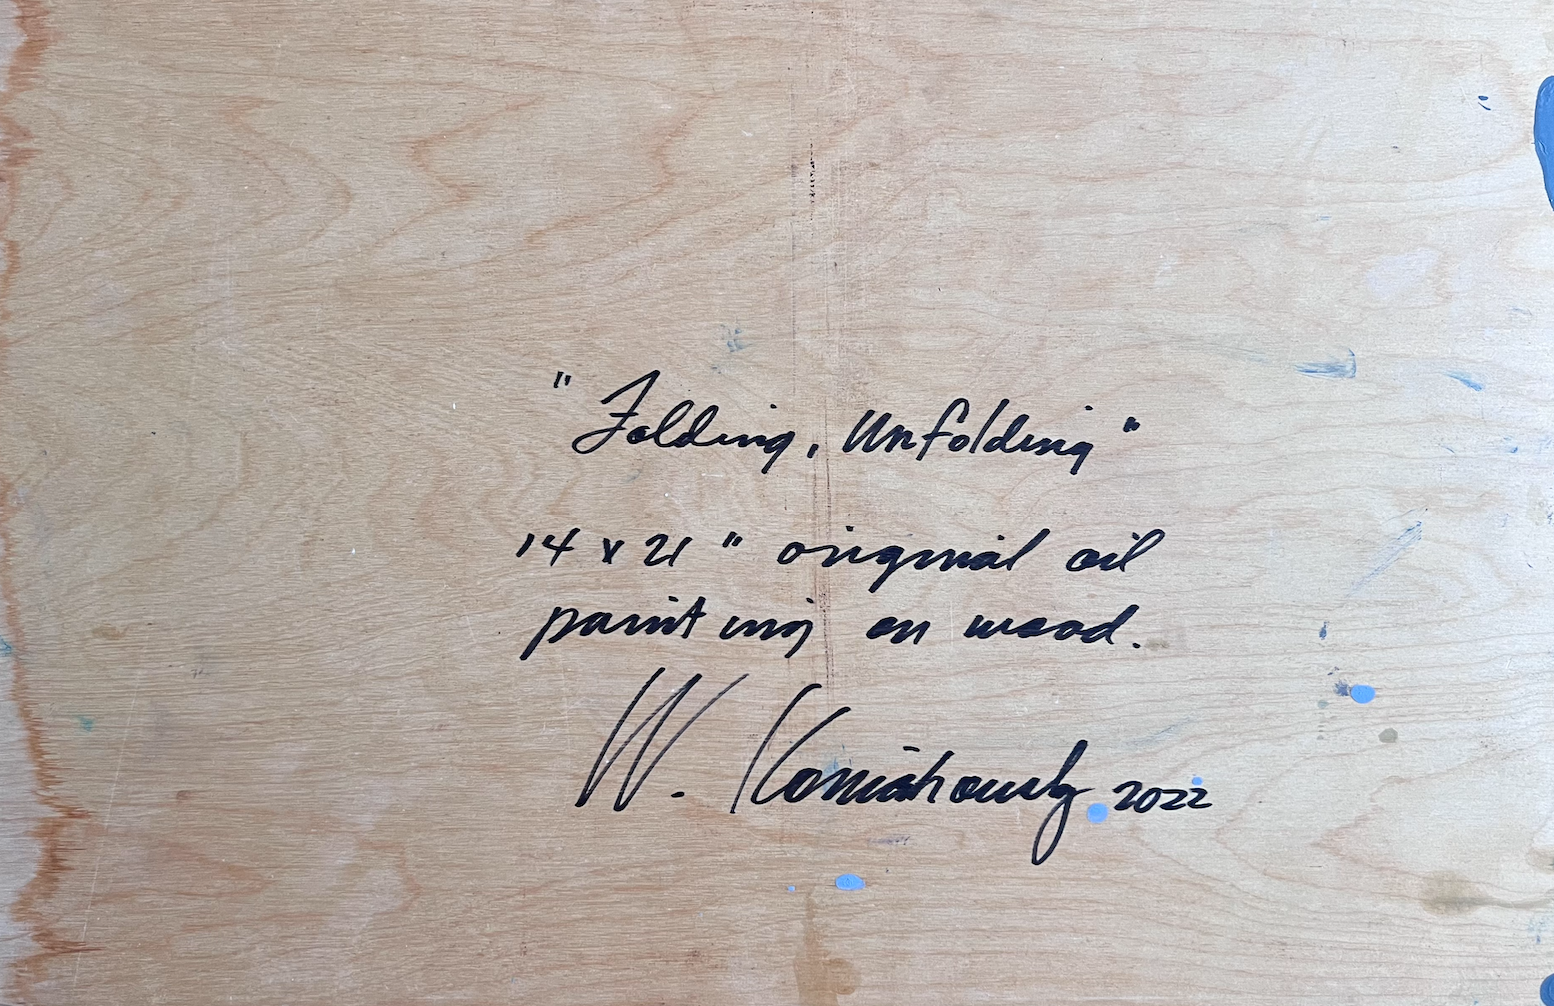 "Folding, Unfolding"
14 x 21" original oil
painting on wood.
W. 2022